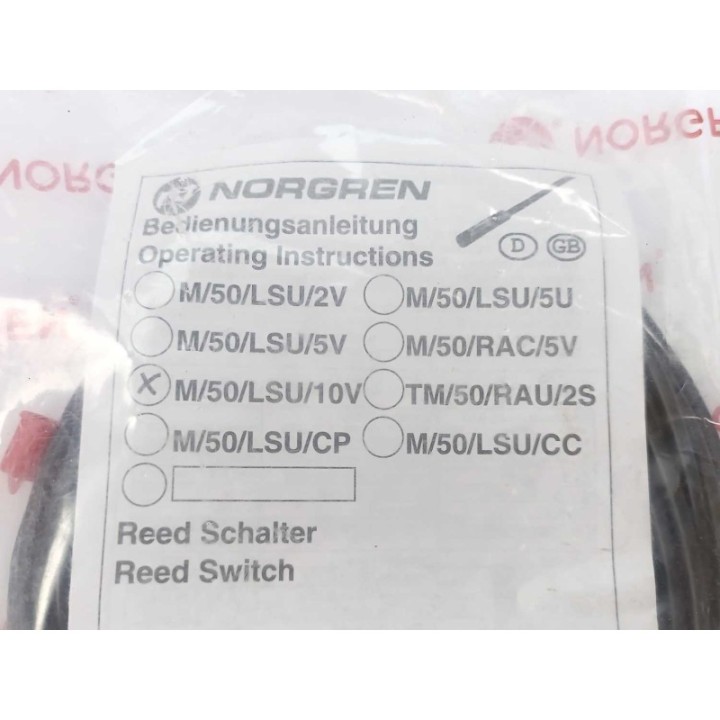 NORGREN
Bedienungsanleitung
Operating Instructions
D GB
M/50/LSU/2V M/50/LSU/5U
M/50/LSU/5V M/50/RAC/5V
X M/50/LSU/10V TM/50/RAU/2S
M/50/LSU/CP M/50/LSU/CC
Reed Schalter
Reed Switch